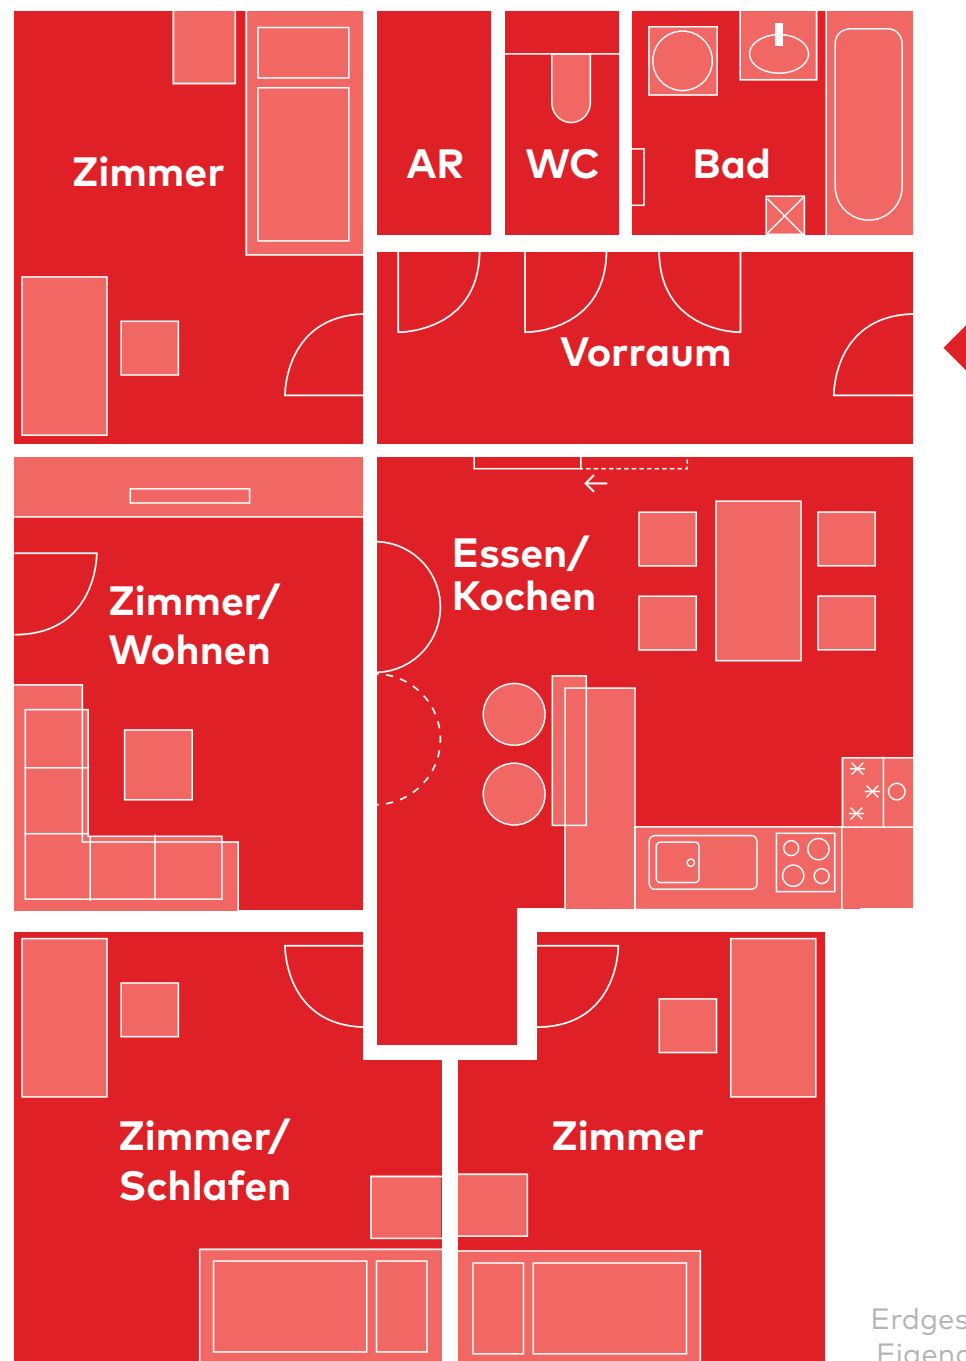 Zimmer
AR
WC
Bad
Vorraum
Essen/
Kochen
Zimmer/
Wohnen
Zimmer/
Schlafen
Zimmer